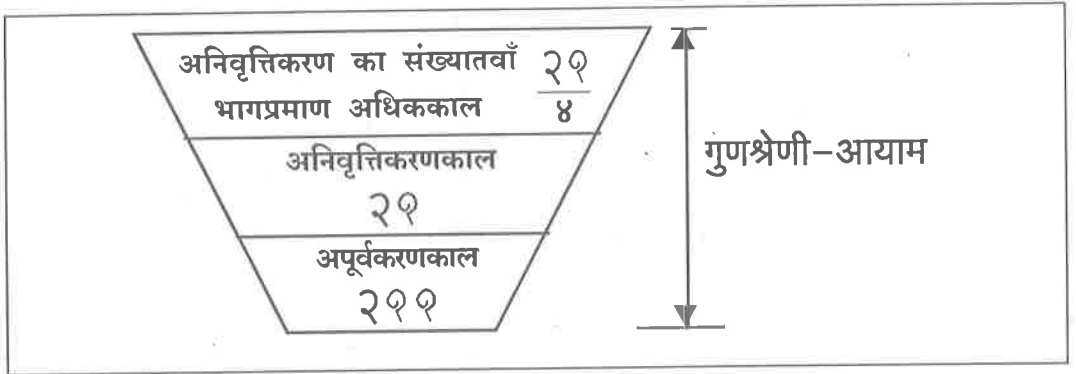 अनिवृत्तिकरण का संख्यातवाँ २१
भागप्रमाण अधिककाल ४
गुणश्रेणी-आयाम
अनिवृत्तिकरणकाल
२१
अपूर्वकरणकाल
२११